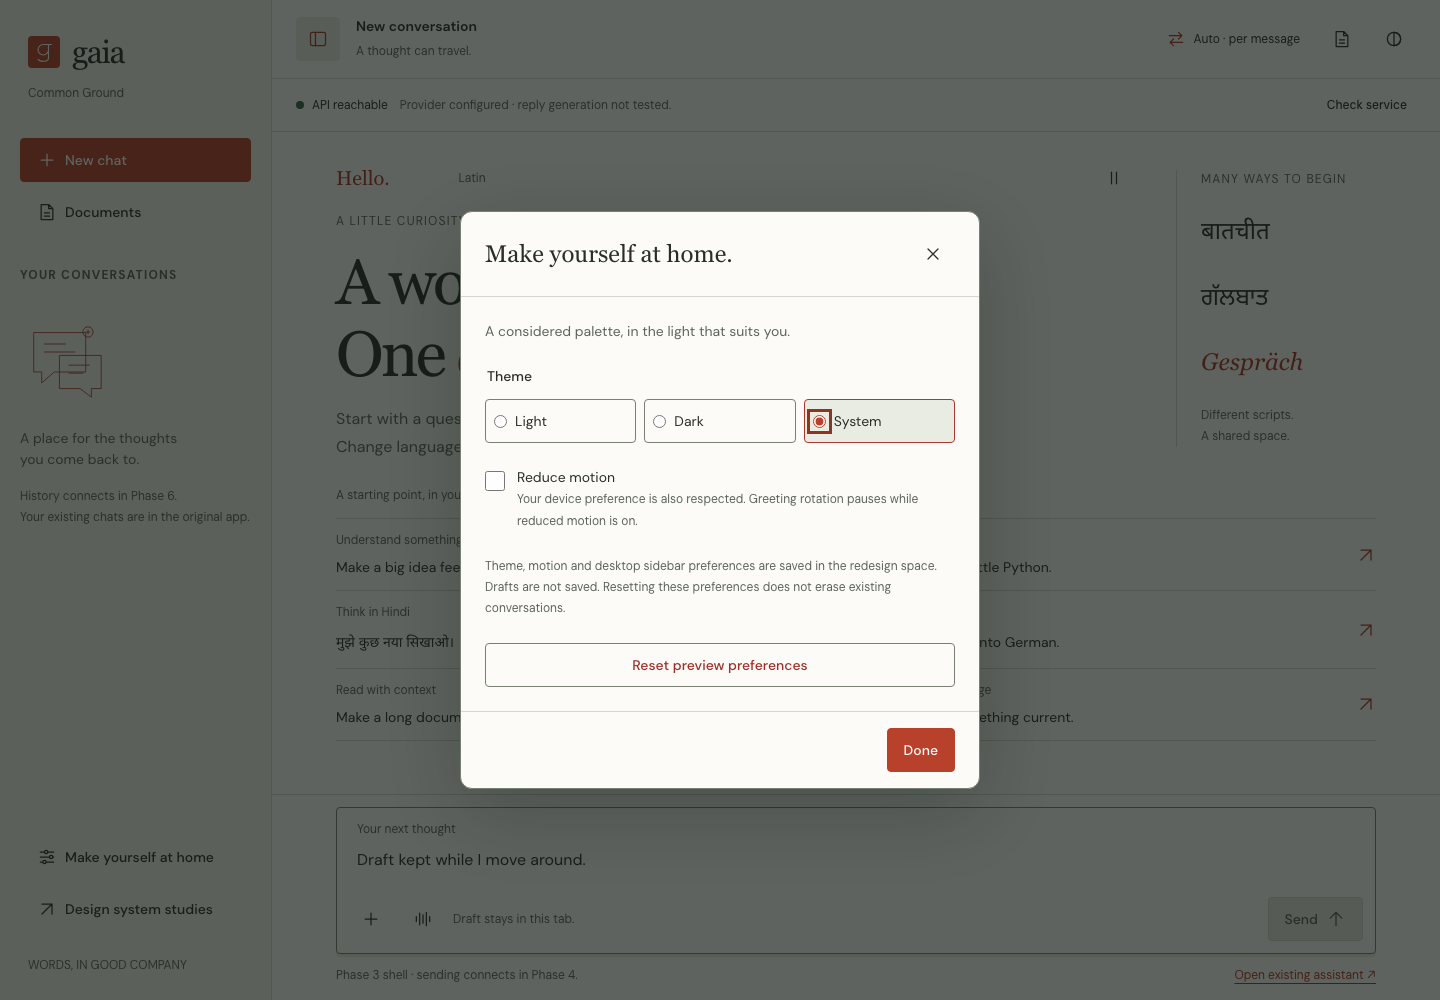 gaia
Common Ground
New chat
Documents
YOUR CONVERSATIONS
A place for the thoughts
you come back to.
History connects in Phase 6.
Your existing chats are in the original app.
Make yourself at home
Design system studies
WORDS, IN GOOD COMPANY
New conversation
A thought can travel.
Auto · per message
API reachable
Provider configured · reply generation not tested.
Check service
Hello.
Latin
A LITTLE CURIOSITY
A wo
One
Start with a ques
Change language
A starting point, in you
Understand something
Make a big idea fee
ttle Python.
Think in Hindi
मुझे कुछ नया सिखाओ।
nto German.
Read with context
ge
Make a long docum
ething current.
MANY WAYS TO BEGIN
बातचीत
ਗੱਲਬਾਤ
Gespräch
Different scripts.
A shared space.
Make yourself at home.
A considered palette, in the light that suits you.
Theme
Light
Dark
System
Reduce motion
Your device preference is also respected. Greeting rotation pauses while
reduced motion is on.
Theme, motion and desktop sidebar preferences are saved in the redesign space.
Drafts are not saved. Resetting these preferences does not erase existing
conversations.
Reset preview preferences
Done
Your next thought
Draft kept while I move around.
Draft stays in this tab.
Send
Phase 3 shell · sending connects in Phase 4.
Open existing assistant ↗